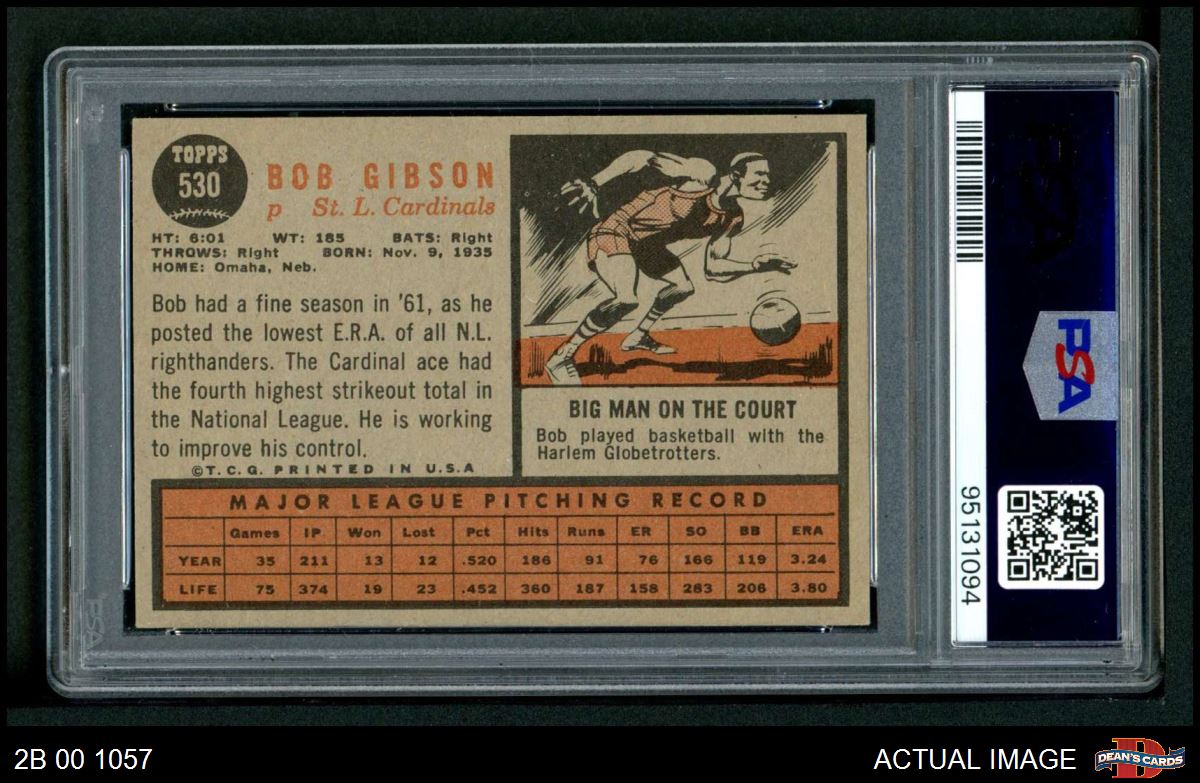 TOPPS
530
BOB GIBSON
p St. L. Cardinals
HT: 6:01 WT: 185 BATS: Right
THROWS: Right BORN: Nov. 9, 1935
HOME: Omaha, Neb.
Bob had a fine season in '61, as he
posted the lowest E.R.A. of all N.L.
righthanders. The Cardinal ace had
the fourth highest strikeout total in
the National League. He is working
to improve his control.
©T.C.G. PRINTED IN U.S.A
BIG MAN ON THE COURT
Bob played basketball with the
Harlem Globetrotters.
MAJOR LEAGUE PITCHING RECORD
Games IP Won Lost Pct Hits Runs ER SO BB ERA
YEAR 35 211 13 12 .520 186 91 76 166 119 3.24
LIFE 75 374 19 23 .452 360 187 158 283 206 3.80
PSA
95131094
PSA
2B 00 1057
ACTUAL IMAGE
DEAN'S CARDS